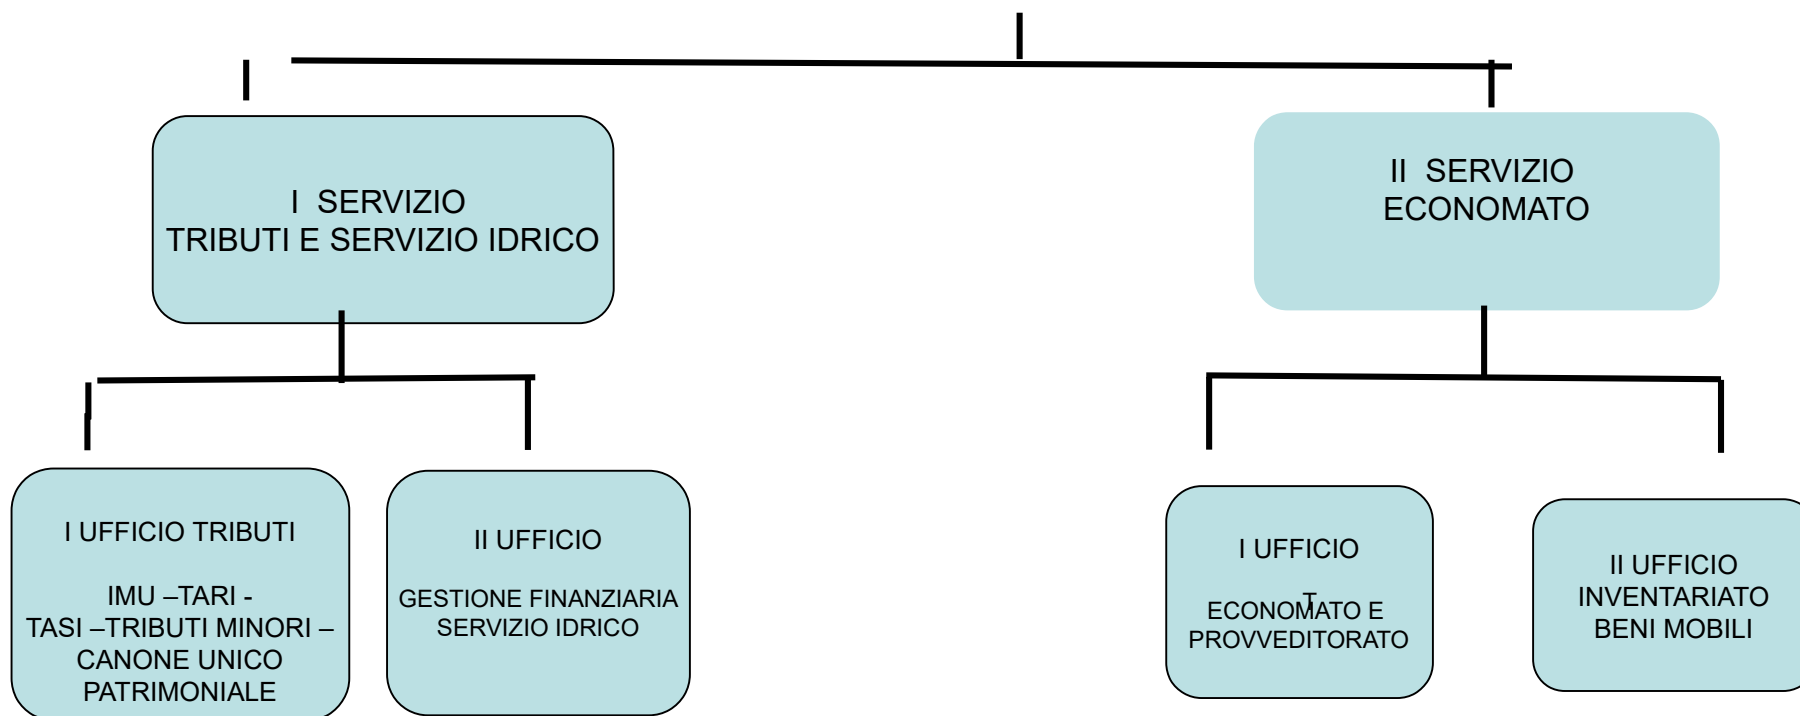 I SERVIZIO
TRIBUTI E SERVIZIO IDRICO
II SERVIZIO
ECONOMATO
I UFFICIO TRIBUTI
IMU –TARI -
TASI –TRIBUTI MINORI –
CANONE UNICO
PATRIMONIALE
II UFFICIO
GESTIONE FINANZIARIA
SERVIZIO IDRICO
I UFFICIO
T
ECONOMATO E
PROVVEDITORATO
II UFFICIO
INVENTARIATO
BENI MOBILI